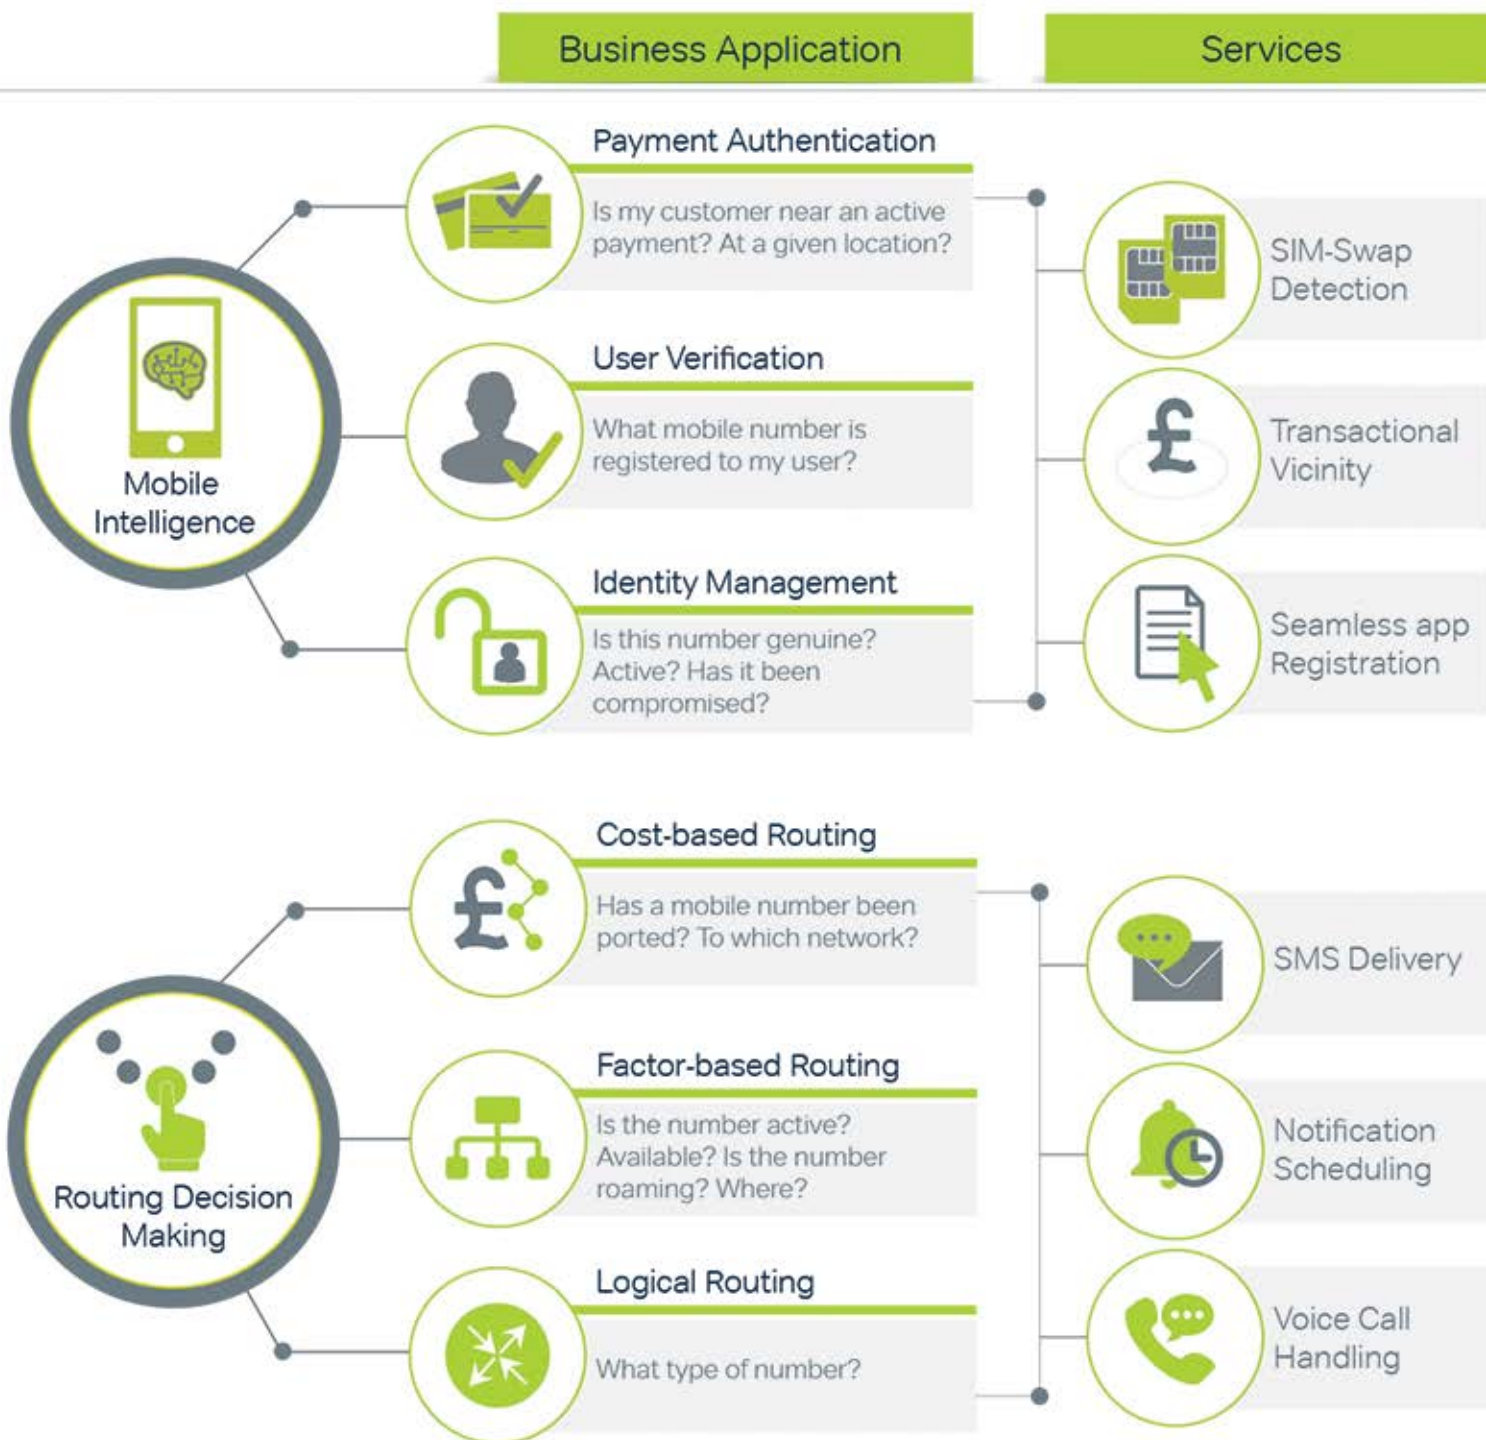 Business Application
Services
Mobile
Intelligence
Payment Authentication
Is my customer near an active
payment? At a given location?
User Verification
What mobile number is
registered to my user?
Identity Management
Is this number genuine?
Active? Has it been
compromised?
SIM-Swap
Detection
Transactional
Vicinity
Seamless app
Registration
Routing Decision
Making
Cost-based Routing
Has a mobile number been
ported? To which network?
Factor-based Routing
Is the number active?
Available? Is the number
roaming? Where?
Logical Routing
What type of number?
SMS Delivery
Notification
Scheduling
Voice Call
Handling